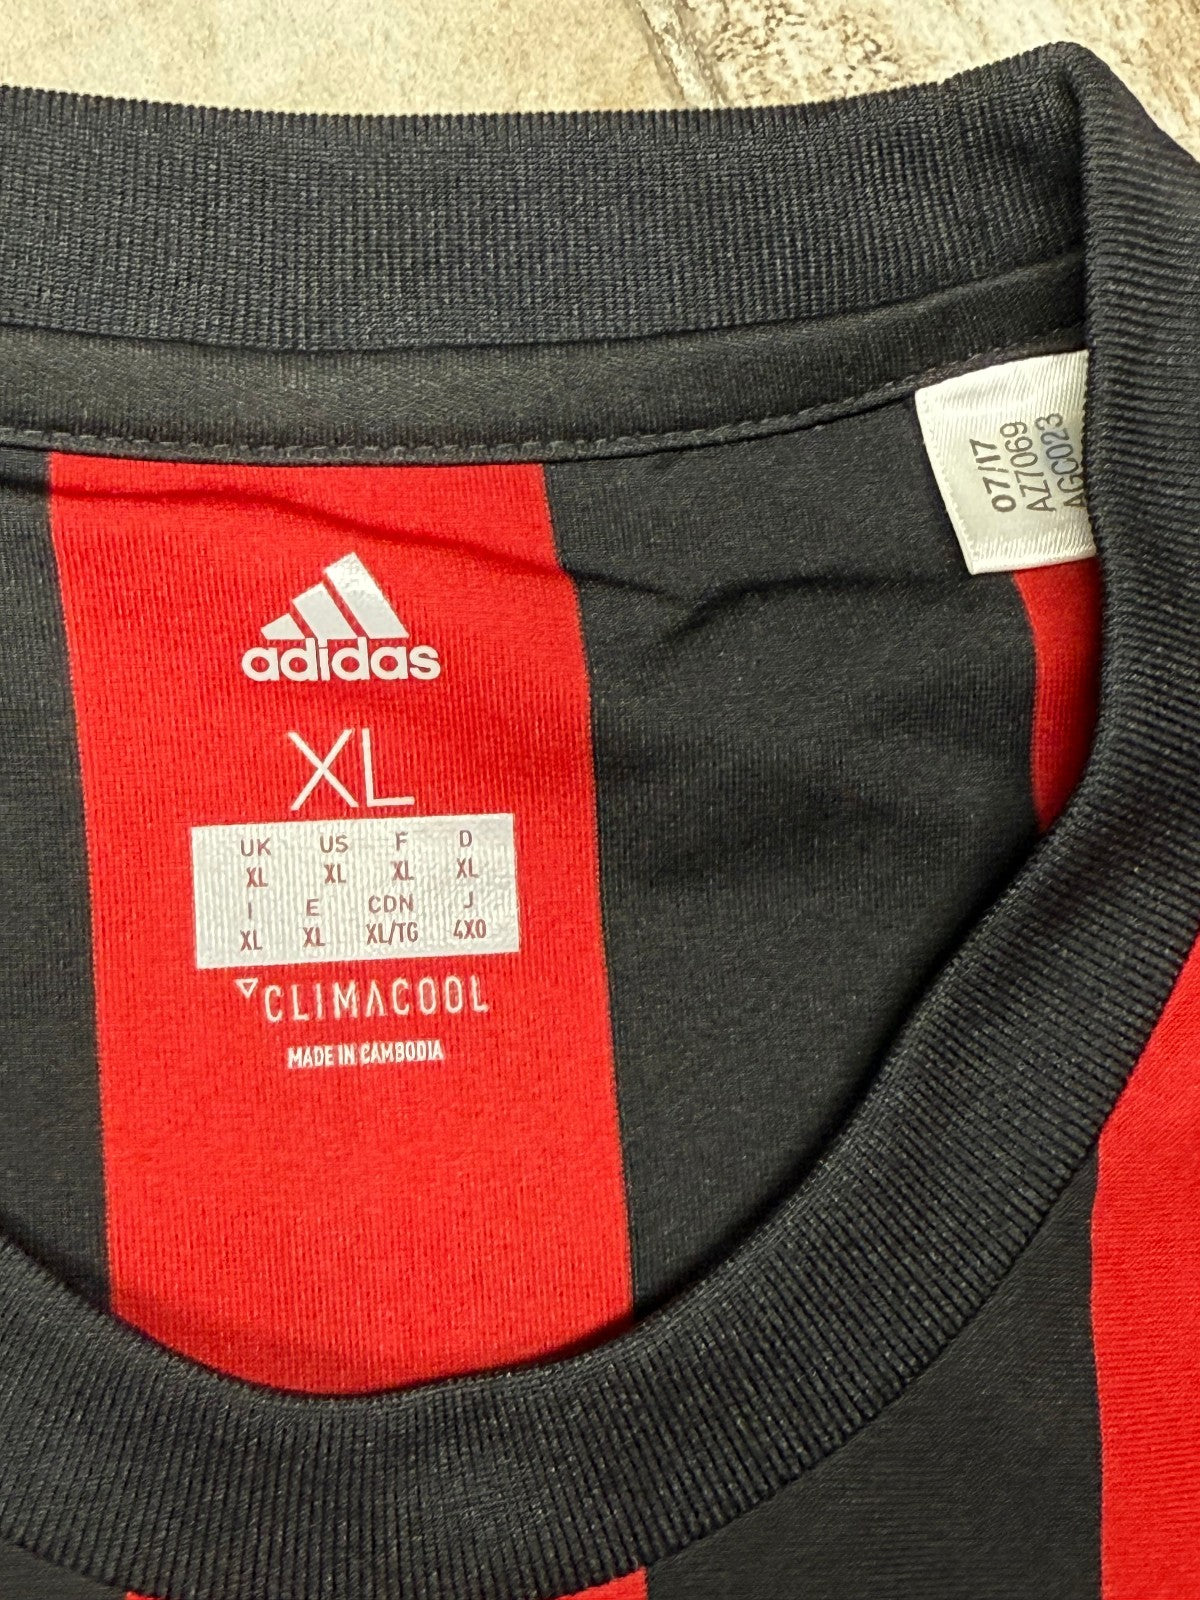 adidas
XL
UK US F D
XL XL XL XL
I E CDN J
XL XL XL/TG 4XO
CLIMACOOL
MADE IN CAMBODIA
07/17
AZ7069
AGC023